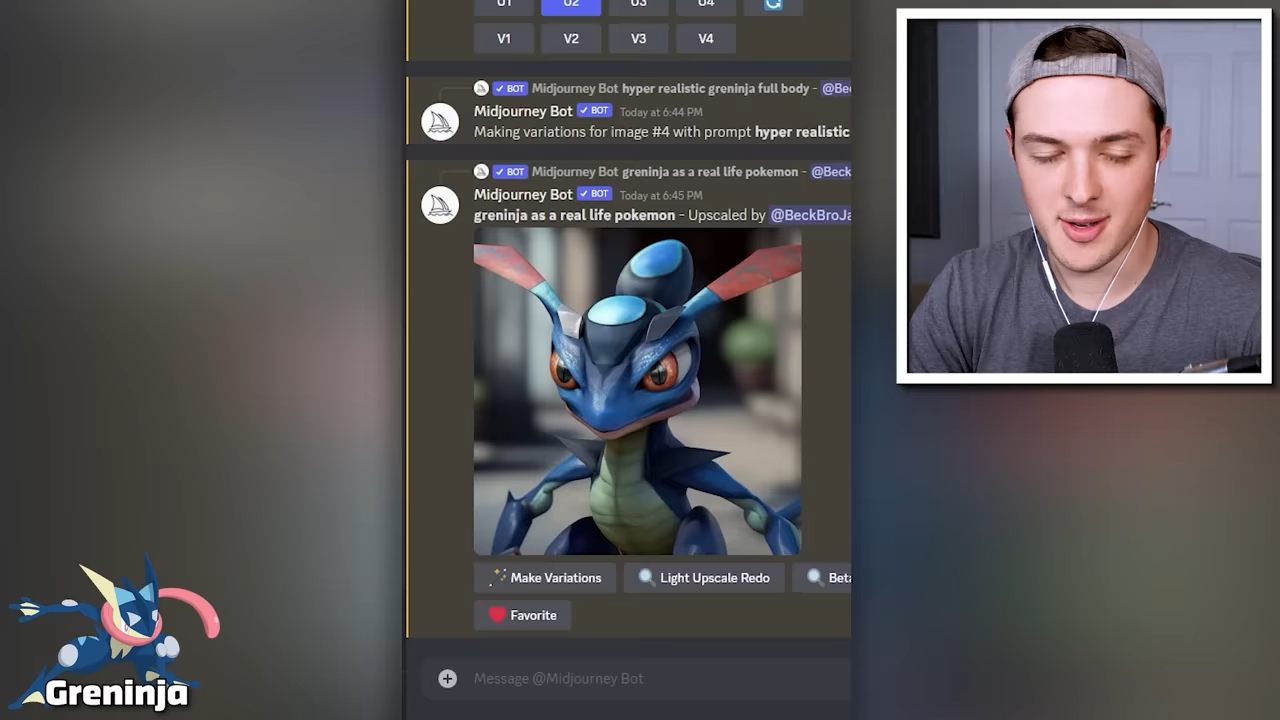 U1 U2 U3 U4
V1 V2 V3 V4
BOT Midjourney Bot hyper realistic greninja full body - @Bec
Midjourney Bot BOT Today at 6:44 PM
Making variations for image #4 with prompt hyper realistic
BOT Midjourney Bot greninja as a real life pokemon - @Beck
Midjourney Bot BOT Today at 6:45 PM
greninja as a real life pokemon - Upscaled by @BeckBroJa
Make Variations Light Upscale Redo Beta
Favorite
Message @Midjourney Bot
Greninja